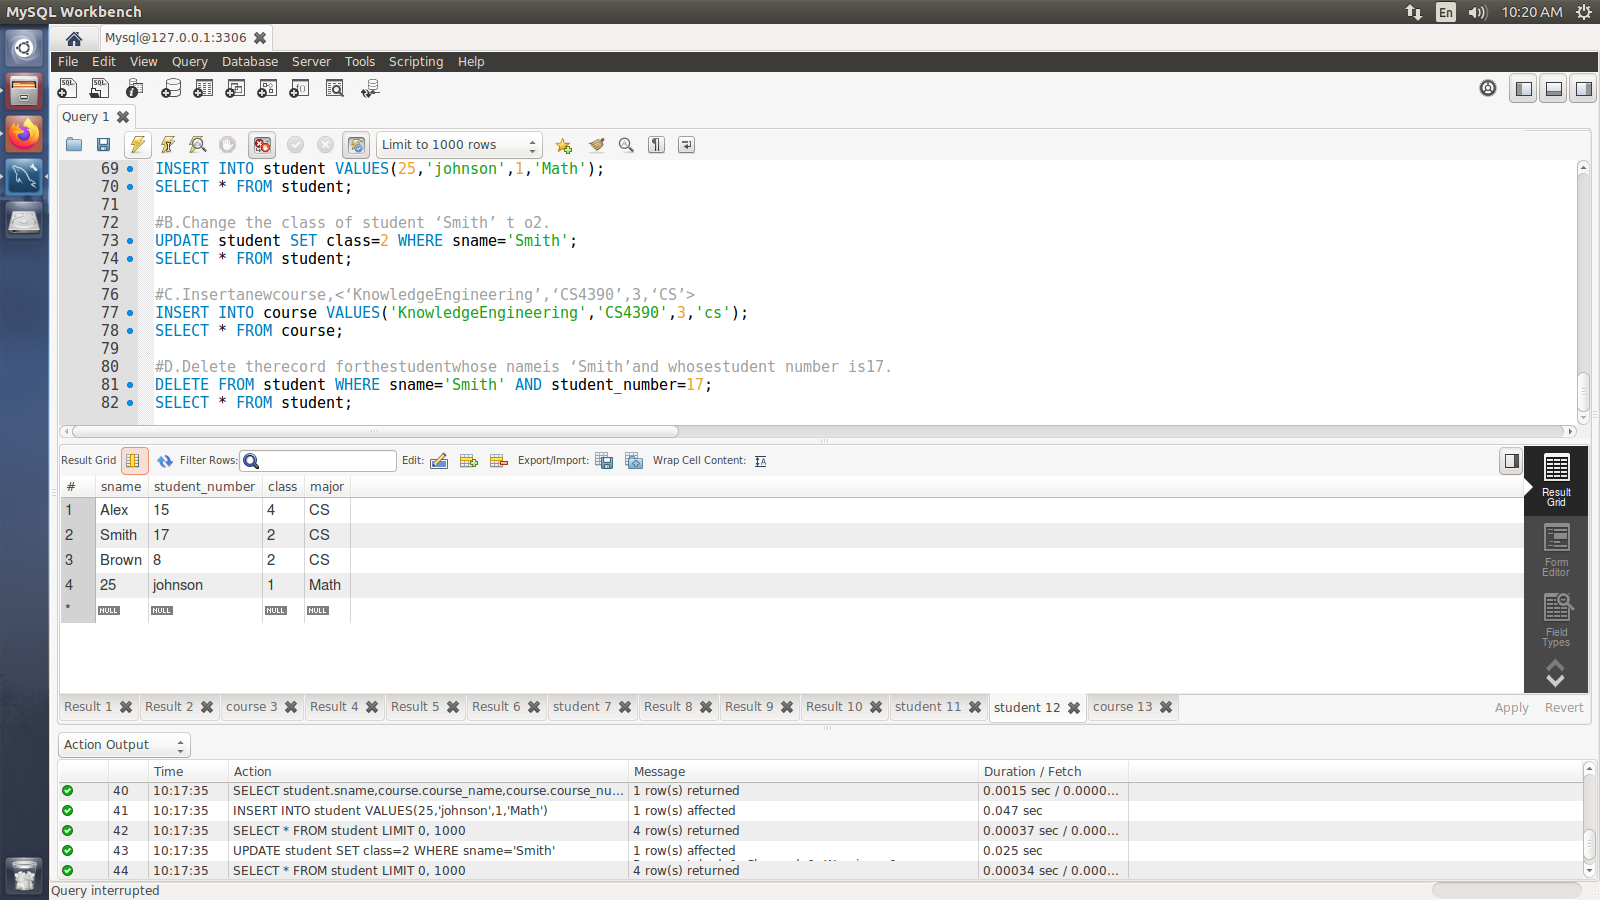 MySQL Workbench
En
10:20 AM
Mysql@127.0.0.1:3306
File Edit View Query Database Server Tools Scripting Help
Query 1
Limit to 1000 rows
69 INSERT INTO student VALUES(25,'johnson',1,'Math');
70 SELECT * FROM student;
71
72 #B.Change the class of student ‘Smith’ t o2.
73 UPDATE student SET class=2 WHERE sname='Smith';
74 SELECT * FROM student;
75
76 #C.Insertanewcourse,<‘KnowledgeEngineering’,‘CS4390’,3,‘CS’>
77 INSERT INTO course VALUES('KnowledgeEngineering','CS4390',3,'cs');
78 SELECT * FROM course;
79
80 #D.Delete therecord forthestudentwhose nameis ‘Smith’and whosestudent number is17.
81 DELETE FROM student WHERE sname='Smith' AND student_number=17;
82 SELECT * FROM student;
Result Grid Filter Rows: Edit: Export/Import: Wrap Cell Content:
# sname student_number class major
1 Alex 15 4 CS
2 Smith 17 2 CS
3 Brown 8 2 CS
4 25 johnson 1 Math
* NULL NULL NULL NULL
Result Grid
Form Editor
Field Types
Result 1 Result 2 course 3 Result 4 Result 5 Result 6 student 7 Result 8 Result 9 Result 10 student 11 student 12 course 13 Apply Revert
Action Output
Time Action Message Duration / Fetch
40 10:17:35 SELECT student.sname,course.course_name,course.course_nu... 1 row(s) returned 0.0015 sec / 0.0000...
41 10:17:35 INSERT INTO student VALUES(25,'johnson',1,'Math') 1 row(s) affected 0.047 sec
42 10:17:35 SELECT * FROM student LIMIT 0, 1000 4 row(s) returned 0.00037 sec / 0.000...
43 10:17:35 UPDATE student SET class=2 WHERE sname='Smith' 1 row(s) affected 0.025 sec
44 10:17:35 SELECT * FROM student LIMIT 0, 1000 4 row(s) returned 0.00034 sec / 0.000...
Query interrupted